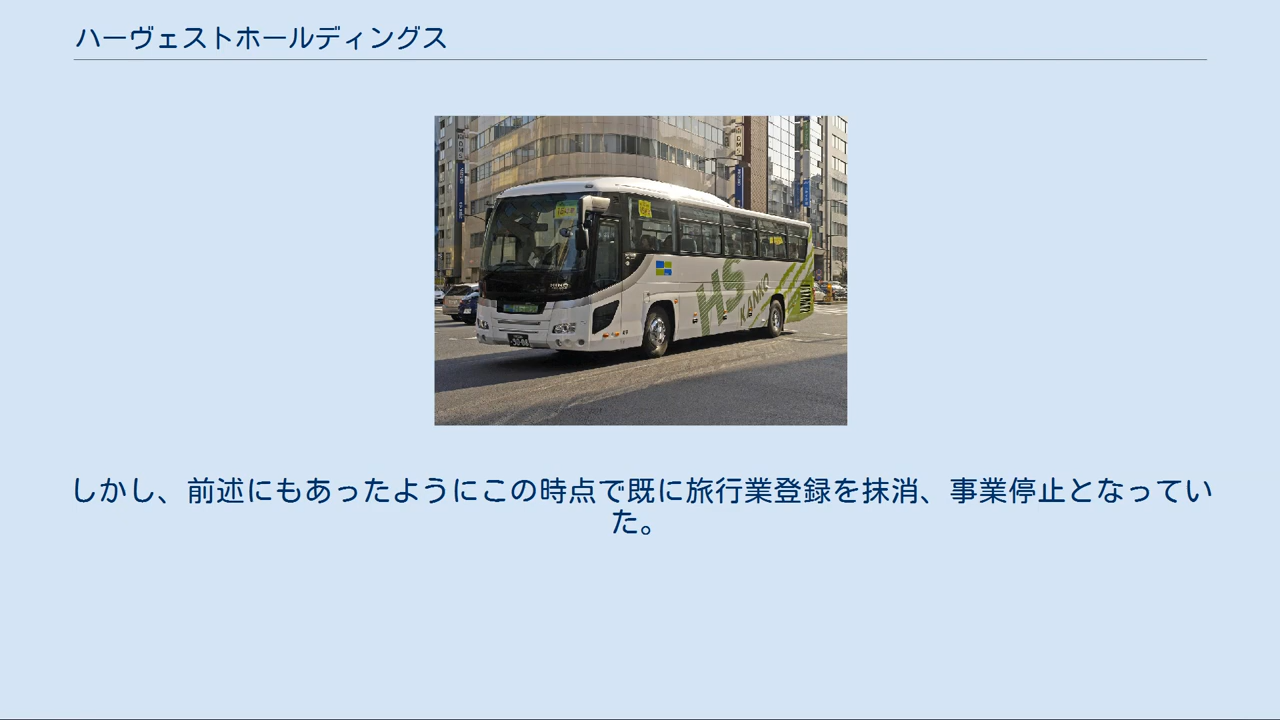 ハーヴェストホールディングス
HS
KANKO
しかし、前述にもあったようにこの時点で既に旅行業登録を抹消、事業停止となってい
た。